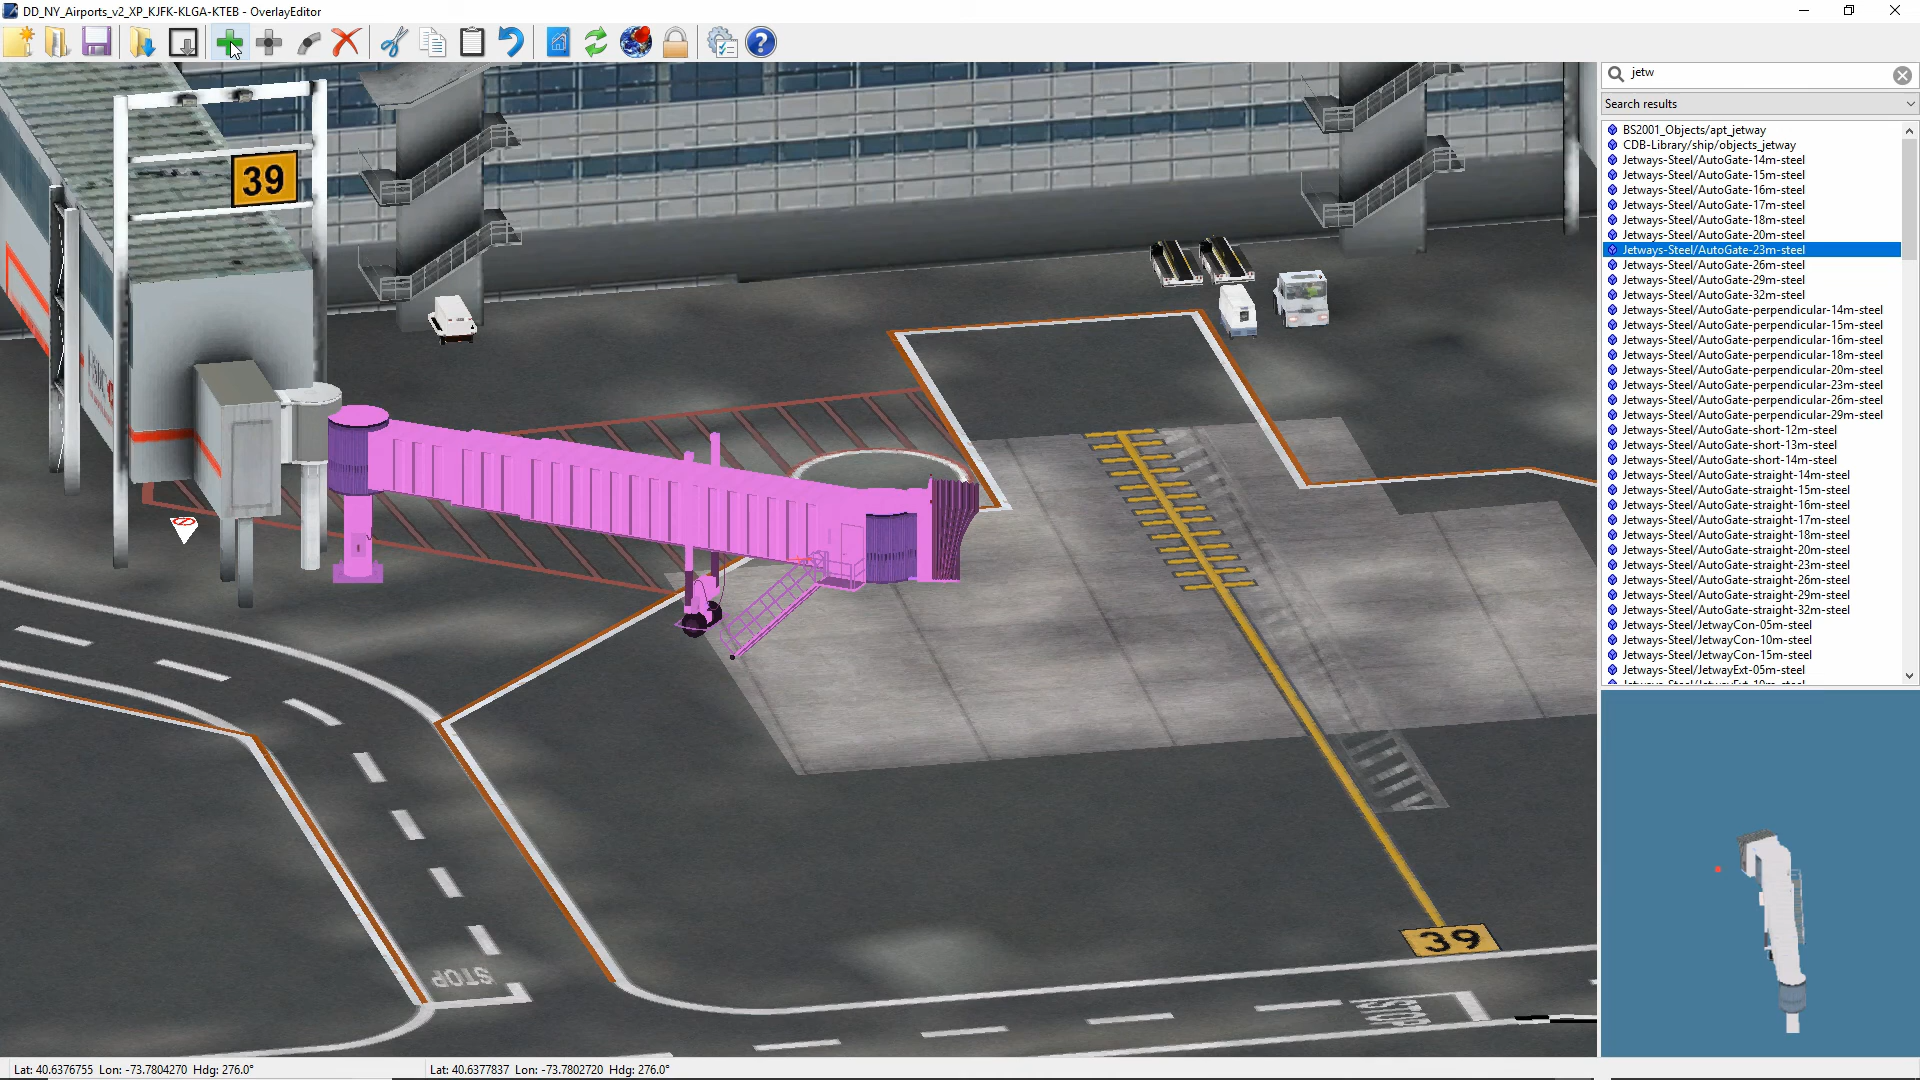 DD_NY_Airports_v2_XP_KJFK-KLGA-KTEB - OverlayEditor
jetw
Search results
BS2001_Objects/apt_jetway
CDB-Library/ship/objects_jetway
Jetways-Steel/AutoGate-14m-steel
Jetways-Steel/AutoGate-15m-steel
Jetways-Steel/AutoGate-16m-steel
Jetways-Steel/AutoGate-17m-steel
Jetways-Steel/AutoGate-18m-steel
Jetways-Steel/AutoGate-20m-steel
Jetways-Steel/AutoGate-23m-steel
Jetways-Steel/AutoGate-26m-steel
Jetways-Steel/AutoGate-29m-steel
Jetways-Steel/AutoGate-32m-steel
Jetways-Steel/AutoGate-perpendicular-14m-steel
Jetways-Steel/AutoGate-perpendicular-15m-steel
Jetways-Steel/AutoGate-perpendicular-16m-steel
Jetways-Steel/AutoGate-perpendicular-18m-steel
Jetways-Steel/AutoGate-perpendicular-20m-steel
Jetways-Steel/AutoGate-perpendicular-23m-steel
Jetways-Steel/AutoGate-perpendicular-26m-steel
Jetways-Steel/AutoGate-perpendicular-29m-steel
Jetways-Steel/AutoGate-short-12m-steel
Jetways-Steel/AutoGate-short-13m-steel
Jetways-Steel/AutoGate-short-14m-steel
Jetways-Steel/AutoGate-straight-14m-steel
Jetways-Steel/AutoGate-straight-15m-steel
Jetways-Steel/AutoGate-straight-16m-steel
Jetways-Steel/AutoGate-straight-17m-steel
Jetways-Steel/AutoGate-straight-18m-steel
Jetways-Steel/AutoGate-straight-20m-steel
Jetways-Steel/AutoGate-straight-23m-steel
Jetways-Steel/AutoGate-straight-26m-steel
Jetways-Steel/AutoGate-straight-29m-steel
Jetways-Steel/AutoGate-straight-32m-steel
Jetways-Steel/JetwayCon-05m-steel
Jetways-Steel/JetwayCon-10m-steel
Jetways-Steel/JetwayCon-15m-steel
Jetways-Steel/JetwayExt-05m-steel
39
39
STOP
STOP
Lat: 40.6376755 Lon: -73.7804270 Hdg: 276.0°
Lat: 40.6377837 Lon: -73.7802720 Hdg: 276.0°